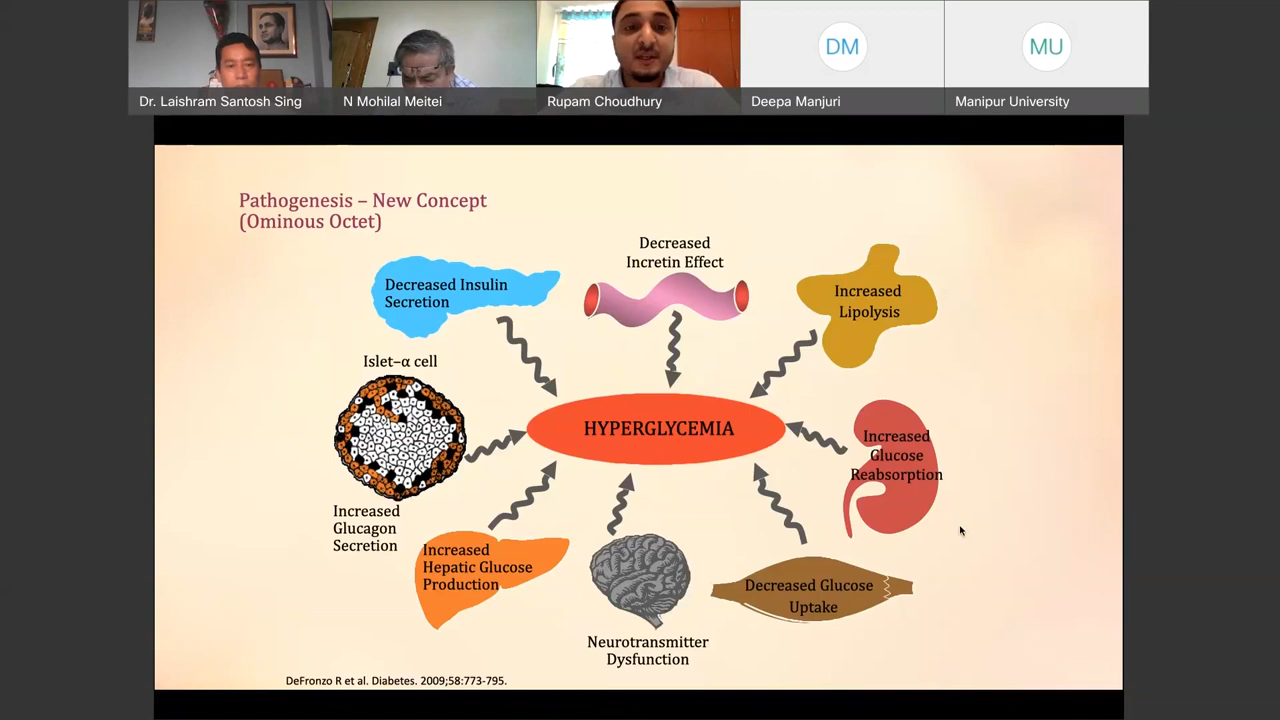 DM
MU
Dr. Laishram Santosh Sing
N Mohilal Meitei
Rupam Choudhury
Deepa Manjuri
Manipur University
Pathogenesis – New Concept
(Ominous Octet)
Decreased
Incretin Effect
Decreased Insulin
Secretion
Increased
Lipolysis
Islet–α cell
HYPERGLYCEMIA
Increased
Glucose
Reabsorption
Increased
Glucagon
Secretion
Increased
Hepatic Glucose
Production
Decreased Glucose
Uptake
Neurotransmitter
Dysfunction
DeFronzo R et al. Diabetes. 2009;58:773-795.